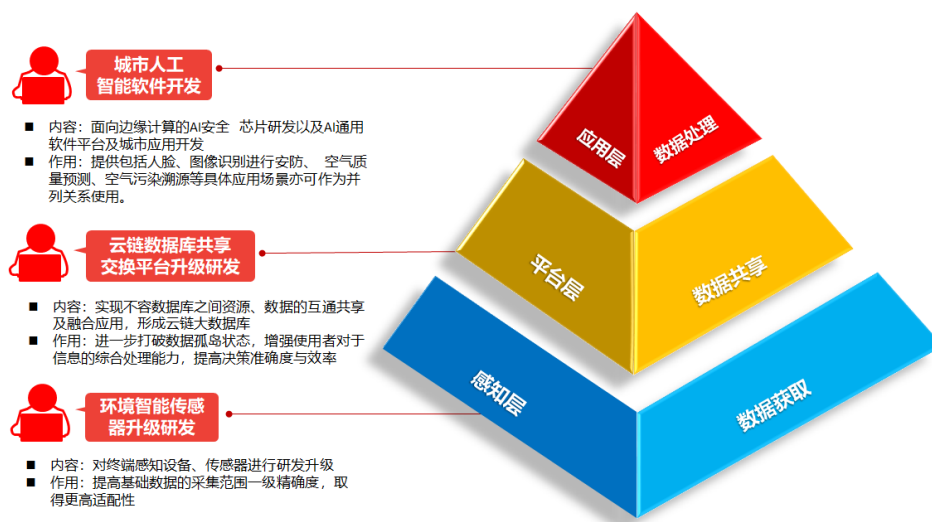 城市人工
智能软件开发
■ 内容：面向边缘计算的AI安全 芯片研发以及AI通用
软件平台及城市应用开发
■ 作用：提供包括人脸、图像识别进行安防、 空气质
量预测、空气污染溯源等具体应用场景亦可作为并
列关系使用。
云链数据库共享
交换平台升级研发
■ 内容：实现不容数据库之间资源、数据的互通共享
及融合应用，形成云链大数据库
■ 作用：进一步打破数据孤岛状态，增强使用者对于
信息的综合处理能力，提高决策准确度与效率
环境智能传感
器升级研发
■ 内容：对终端感知设备、传感器进行研发升级
■ 作用：提高基础数据的采集范围一级精确度，取
得更高适配性
应用层
数据处理
平台层
数据共享
感知层
数据获取